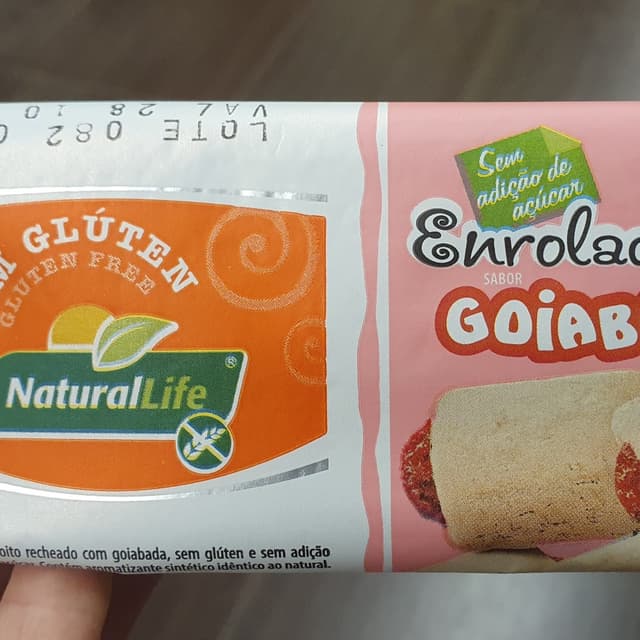 LOTE 082
VAL 28 10
M GLÚTEN
GLUTEN FREE
NaturalLife®
oito recheado com goiabada, sem glúten e sem adição
Contém aromatizante sintético idêntico ao natural.
Sem
adição de
açúcar
Enrolad
SABOR
GOIAB